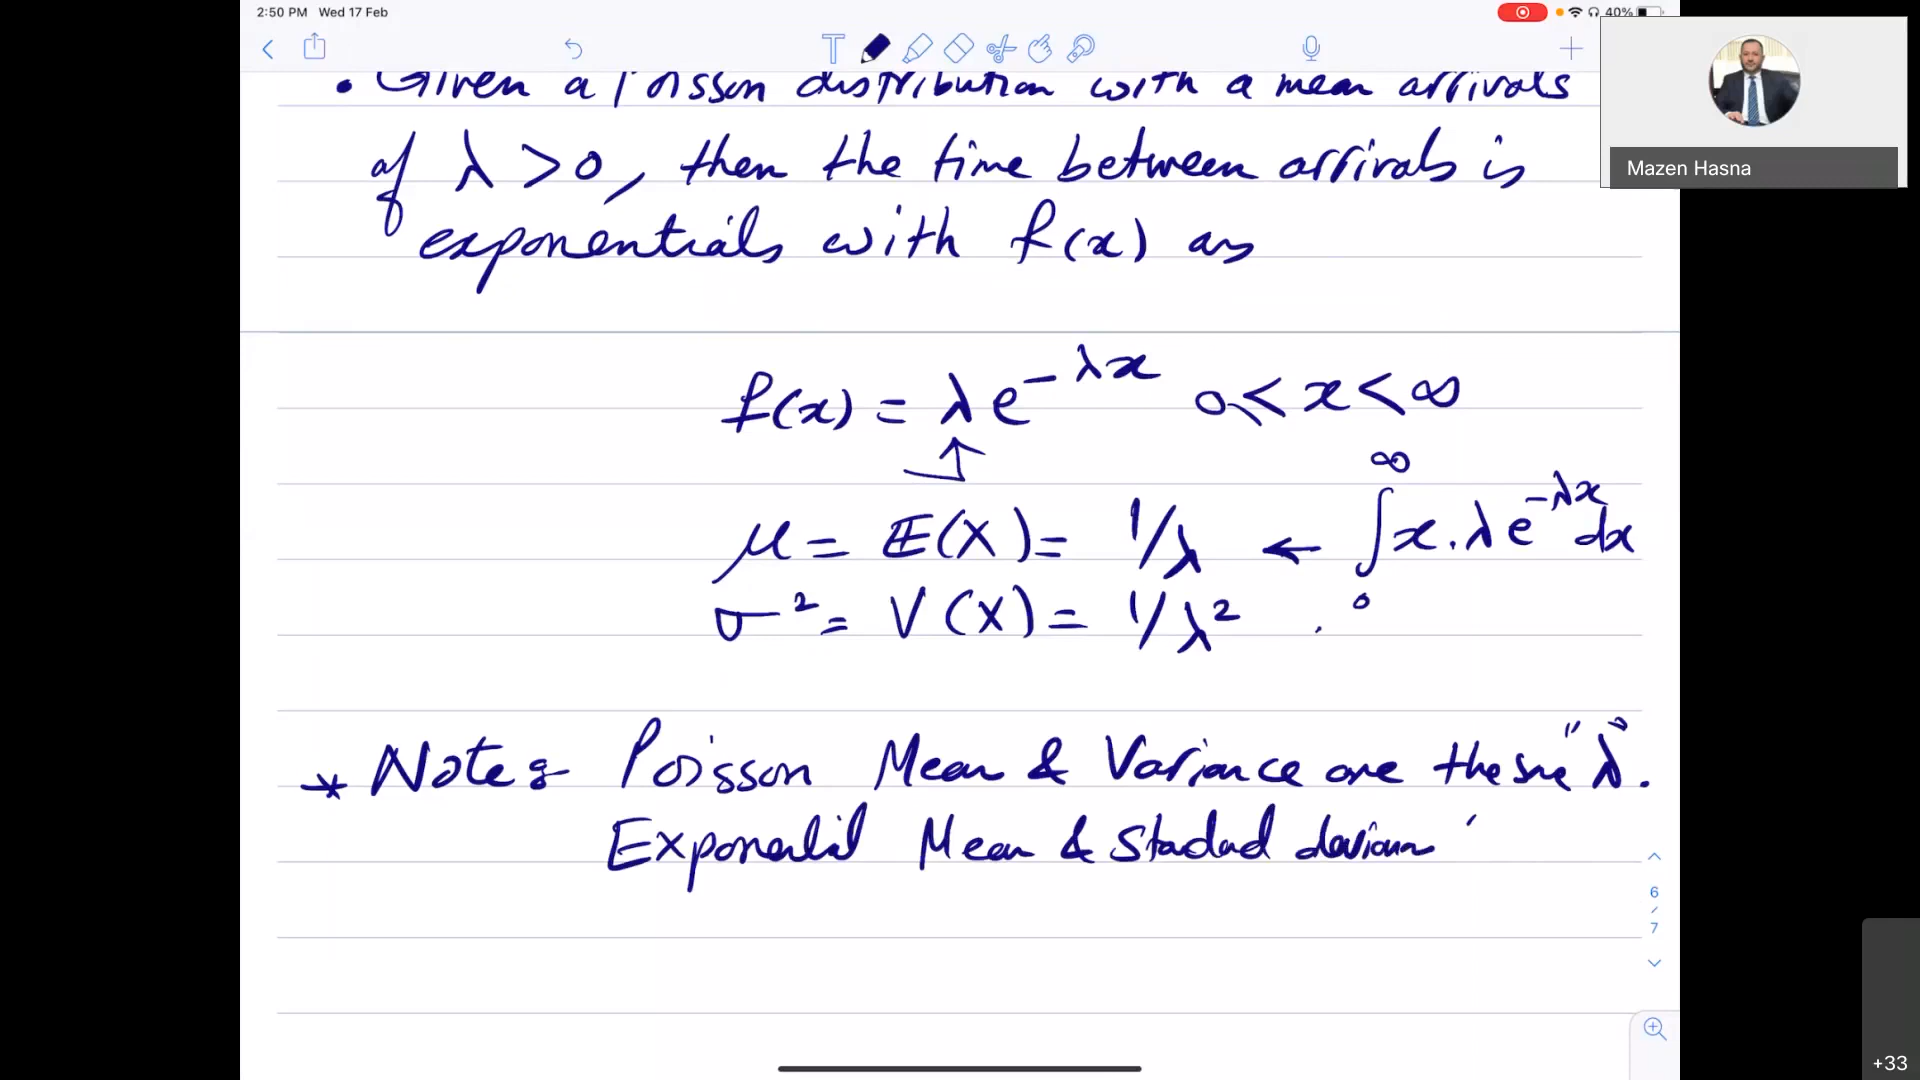 2:50 PM Wed 17 Feb
40%
• Given a Poisson distribution with a mean arrivals
of λ > 0, then the time between arrivals is
exponentials with f(x) as
f(x) = λ e^{-λx} 0 ≤ x < ∞
μ = E(X) = 1/λ ← ∫_0^∞ x.λ e^{-λx} dx
σ² = V(X) = 1/λ²
* Note: Poisson Mean & Variance are the same "λ".
Exponential Mean & Standard deviation "
Mazen Hasna
6
/
7
+33